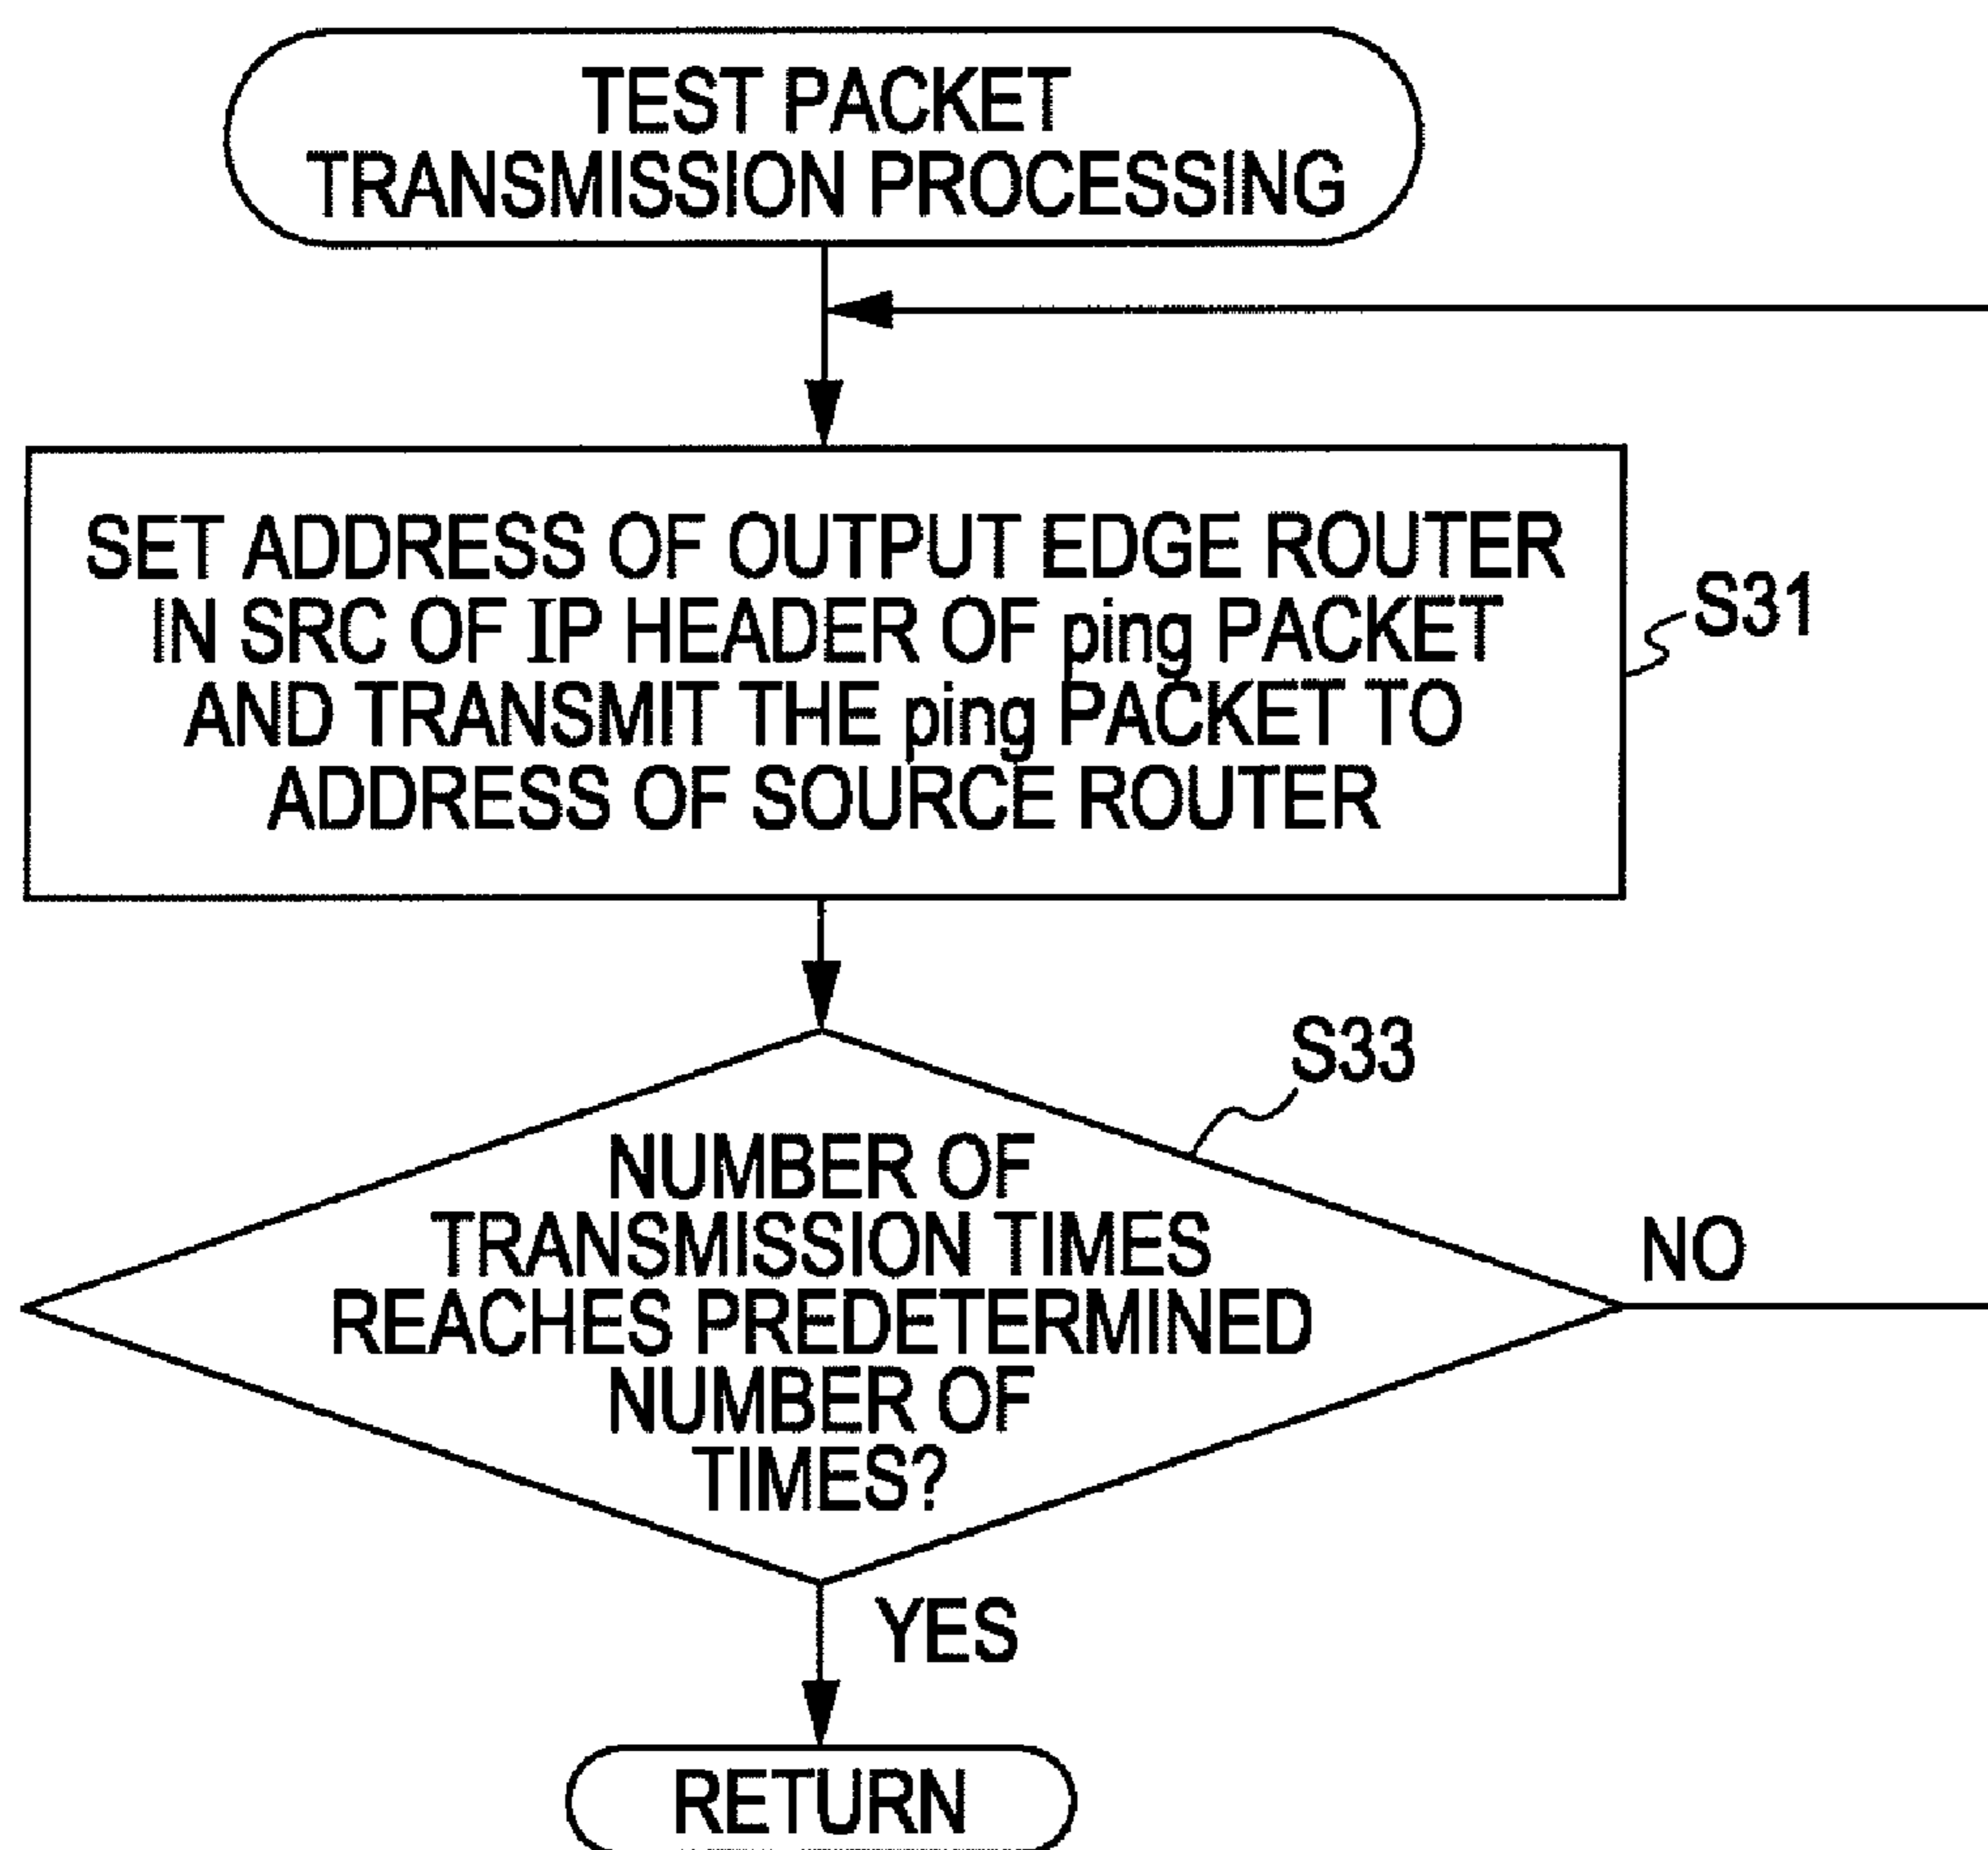 TEST PACKET
TRANSMISSION PROCESSING
SET ADDRESS OF OUTPUT EDGE ROUTER
IN SRC OF IP HEADER OF ping PACKET
AND TRANSMIT THE ping PACKET TO
ADDRESS OF SOURCE ROUTER
S31
S33
NUMBER OF
TRANSMISSION TIMES
REACHES PREDETERMINED
NUMBER OF
TIMES?
NO
YES
RETURN